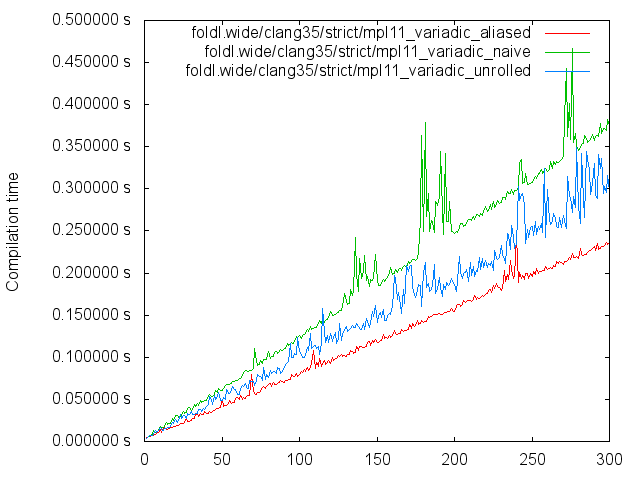 0.500000 s
foldl.wide/clang35/strict/mpl11_variadic_aliased
foldl.wide/clang35/strict/mpl11_variadic_naive
foldl.wide/clang35/strict/mpl11_variadic_unrolled
0.450000 s
0.400000 s
0.350000 s
0.300000 s
0.250000 s
0.200000 s
0.150000 s
0.100000 s
0.050000 s
0.000000 s
Compilation time
0 50 100 150 200 250 300